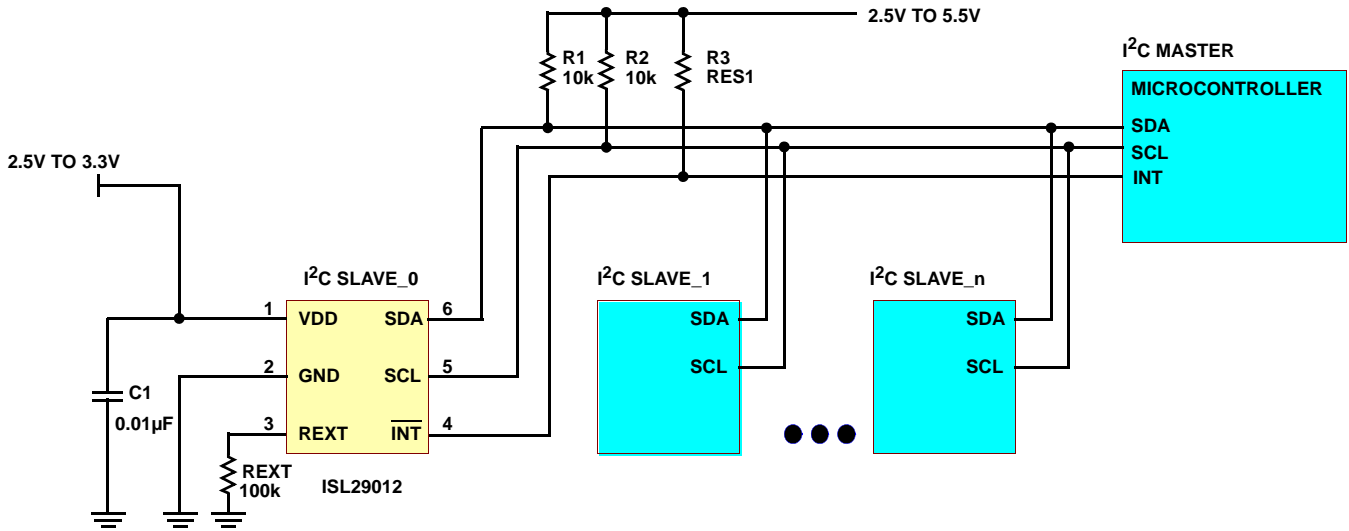 2.5V TO 5.5V
R1
10k
R2
10k
R3
RES1
I²C MASTER
MICROCONTROLLER
SDA
SCL
INT
2.5V TO 3.3V
I²C SLAVE_0
1
VDD
SDA
6
2
GND
SCL
5
3
REXT
INT
4
C1
0.01µF
REXT
100k
ISL29012
I²C SLAVE_1
SDA
SCL
I²C SLAVE_n
SDA
SCL